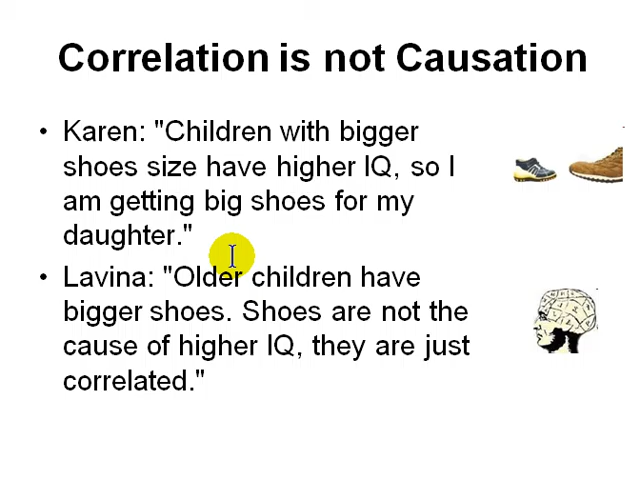 Correlation is not Causation
• Karen: "Children with bigger
shoes size have higher IQ, so I
am getting big shoes for my
daughter."
• Lavina: "Older children have
bigger shoes. Shoes are not the
cause of higher IQ, they are just
correlated."